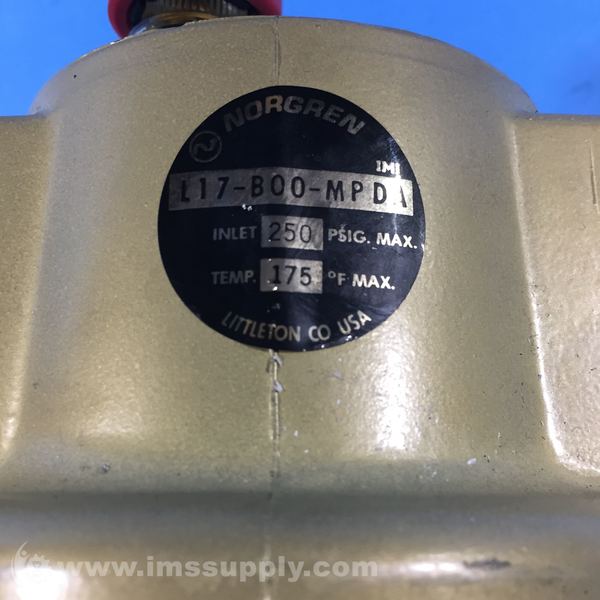 NORGREN
IMI
L17-B00-MPDA
INLET 250 PSIG. MAX.
TEMP. 175 °F MAX.
LITTLETON CO USA
www.imssupply.com